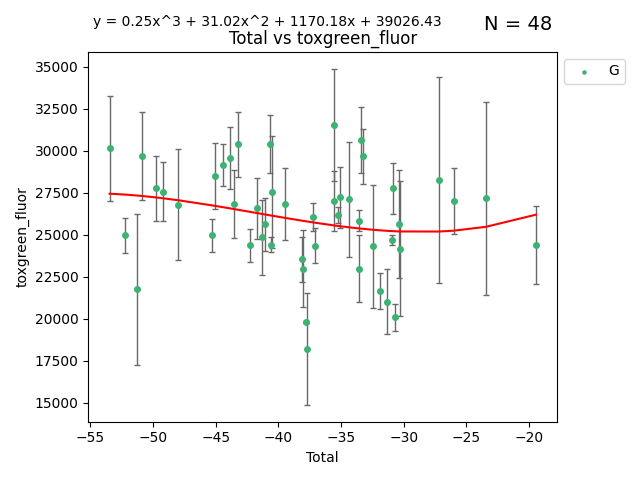 y = 0.25x^3 + 31.02x^2 + 1170.18x + 39026.43
N = 48
Total vs toxgreen_fluor
G
toxgreen_fluor
35000
32500
30000
27500
25000
22500
20000
17500
15000
−55 −50 −45 −40 −35 −30 −25 −20
Total